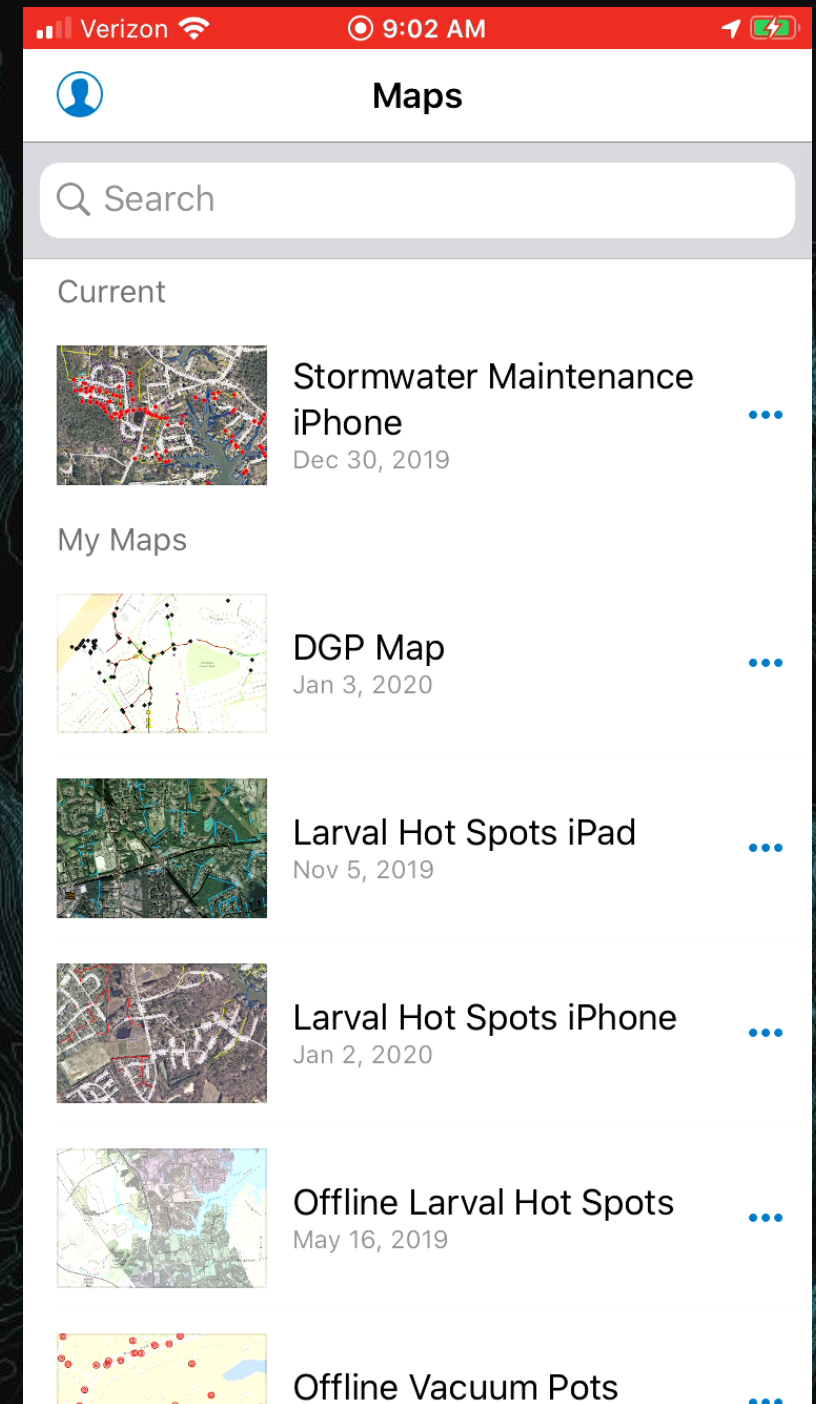 Verizon 9:02 AM
Maps
Search
Current
Stormwater Maintenance
iPhone
Dec 30, 2019
My Maps
DGP Map
Jan 3, 2020
Larval Hot Spots iPad
Nov 5, 2019
Larval Hot Spots iPhone
Jan 2, 2020
Offline Larval Hot Spots
May 16, 2019
Offline Vacuum Pots